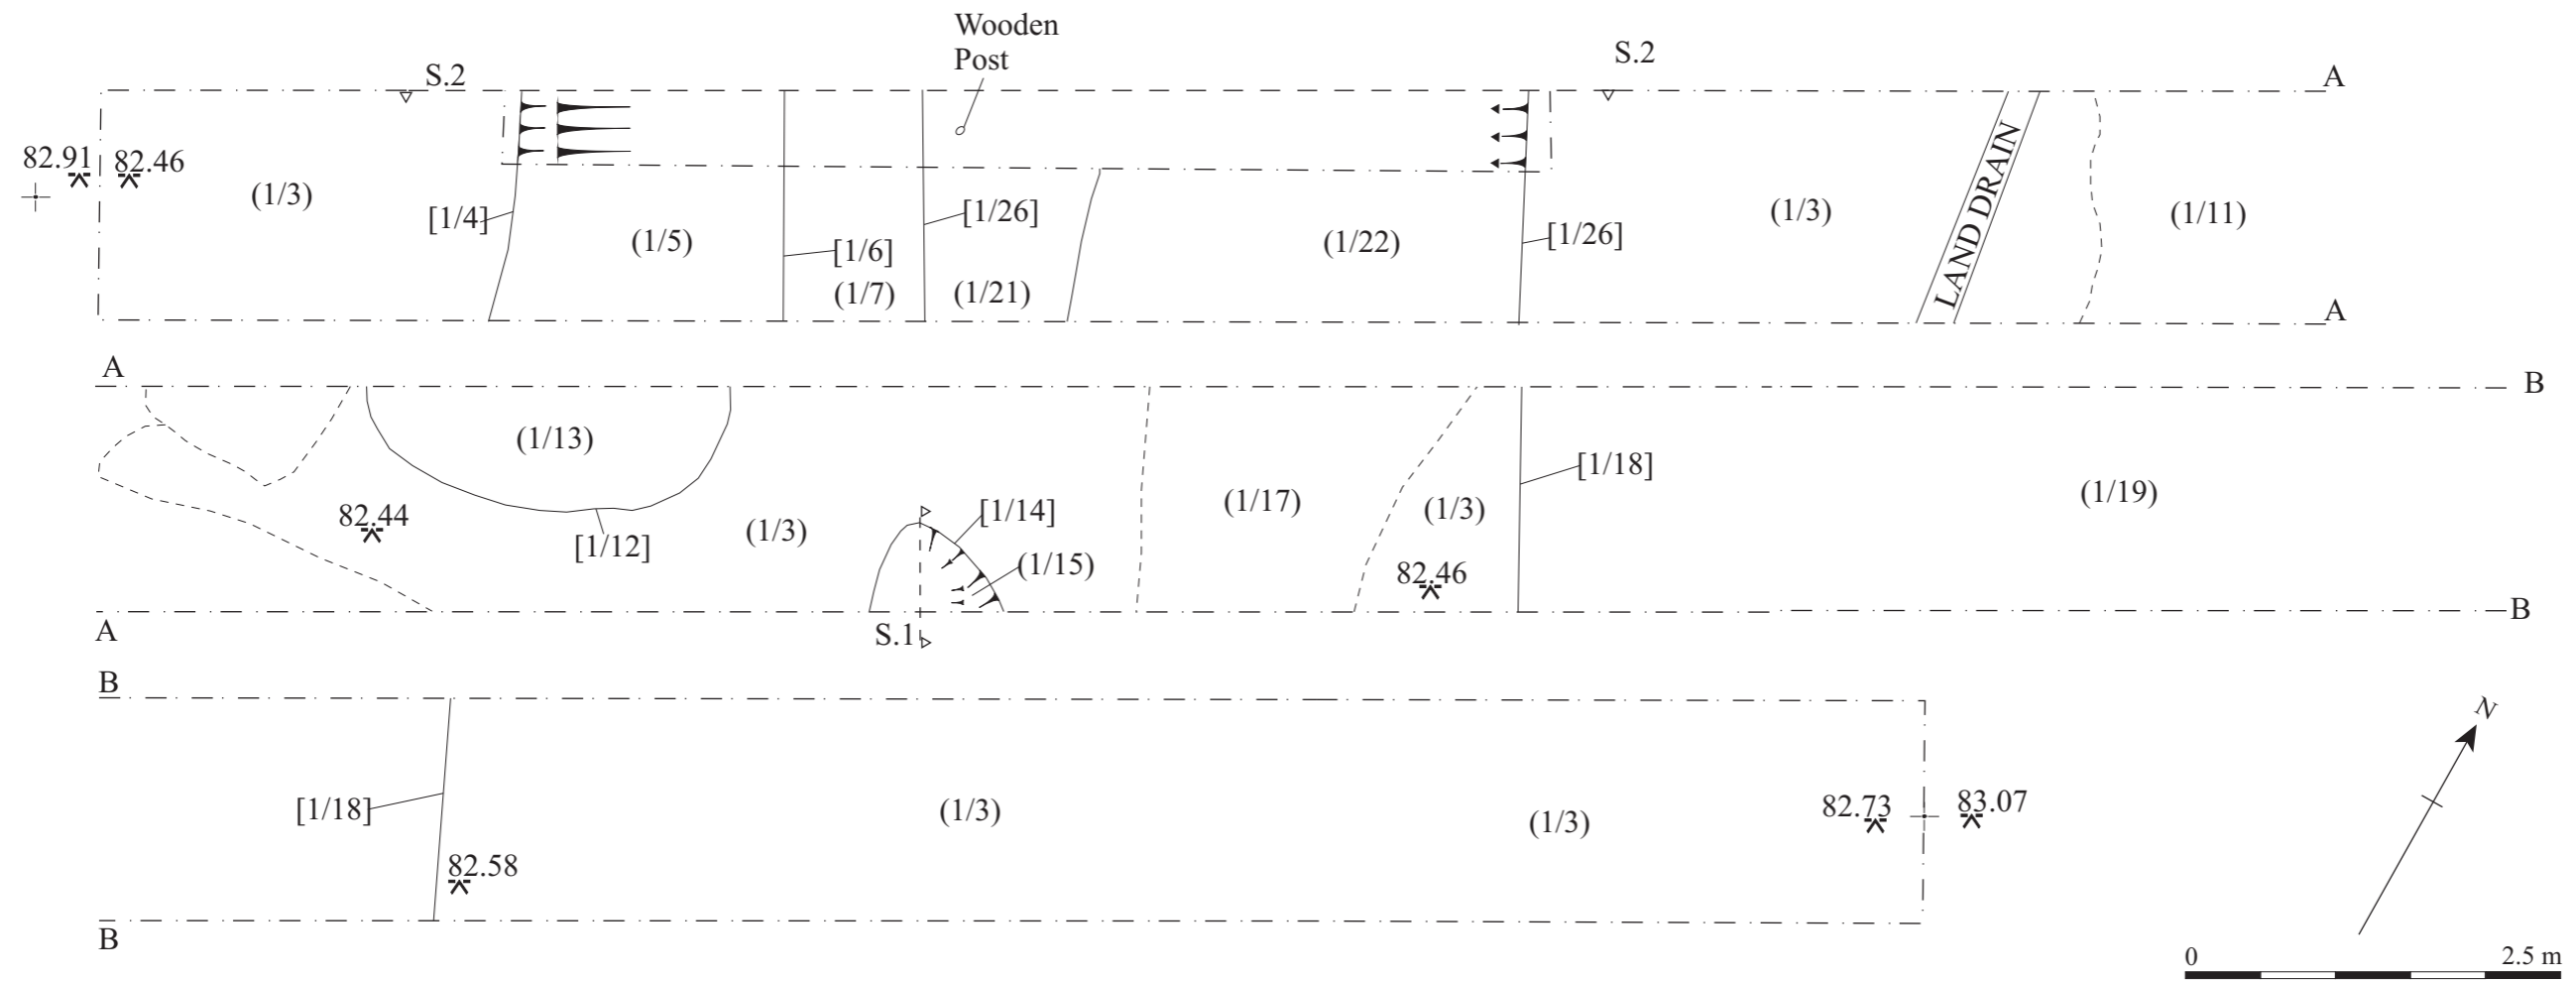 Wooden
Post
S.2
S.2
A
82.91
82.46
(1/3)
[1/4]
(1/5)
[1/6]
(1/7)
[1/26]
(1/21)
(1/22)
[1/26]
(1/3)
LAND DRAIN
(1/11)
A
A
B
(1/13)
82.44
[1/12]
(1/3)
[1/14]
(1/15)
(1/17)
(1/3)
82.46
[1/18]
(1/19)
A
S.1
B
B
[1/18]
82.58
(1/3)
(1/3)
82.73
83.07
B
N
0
2.5 m